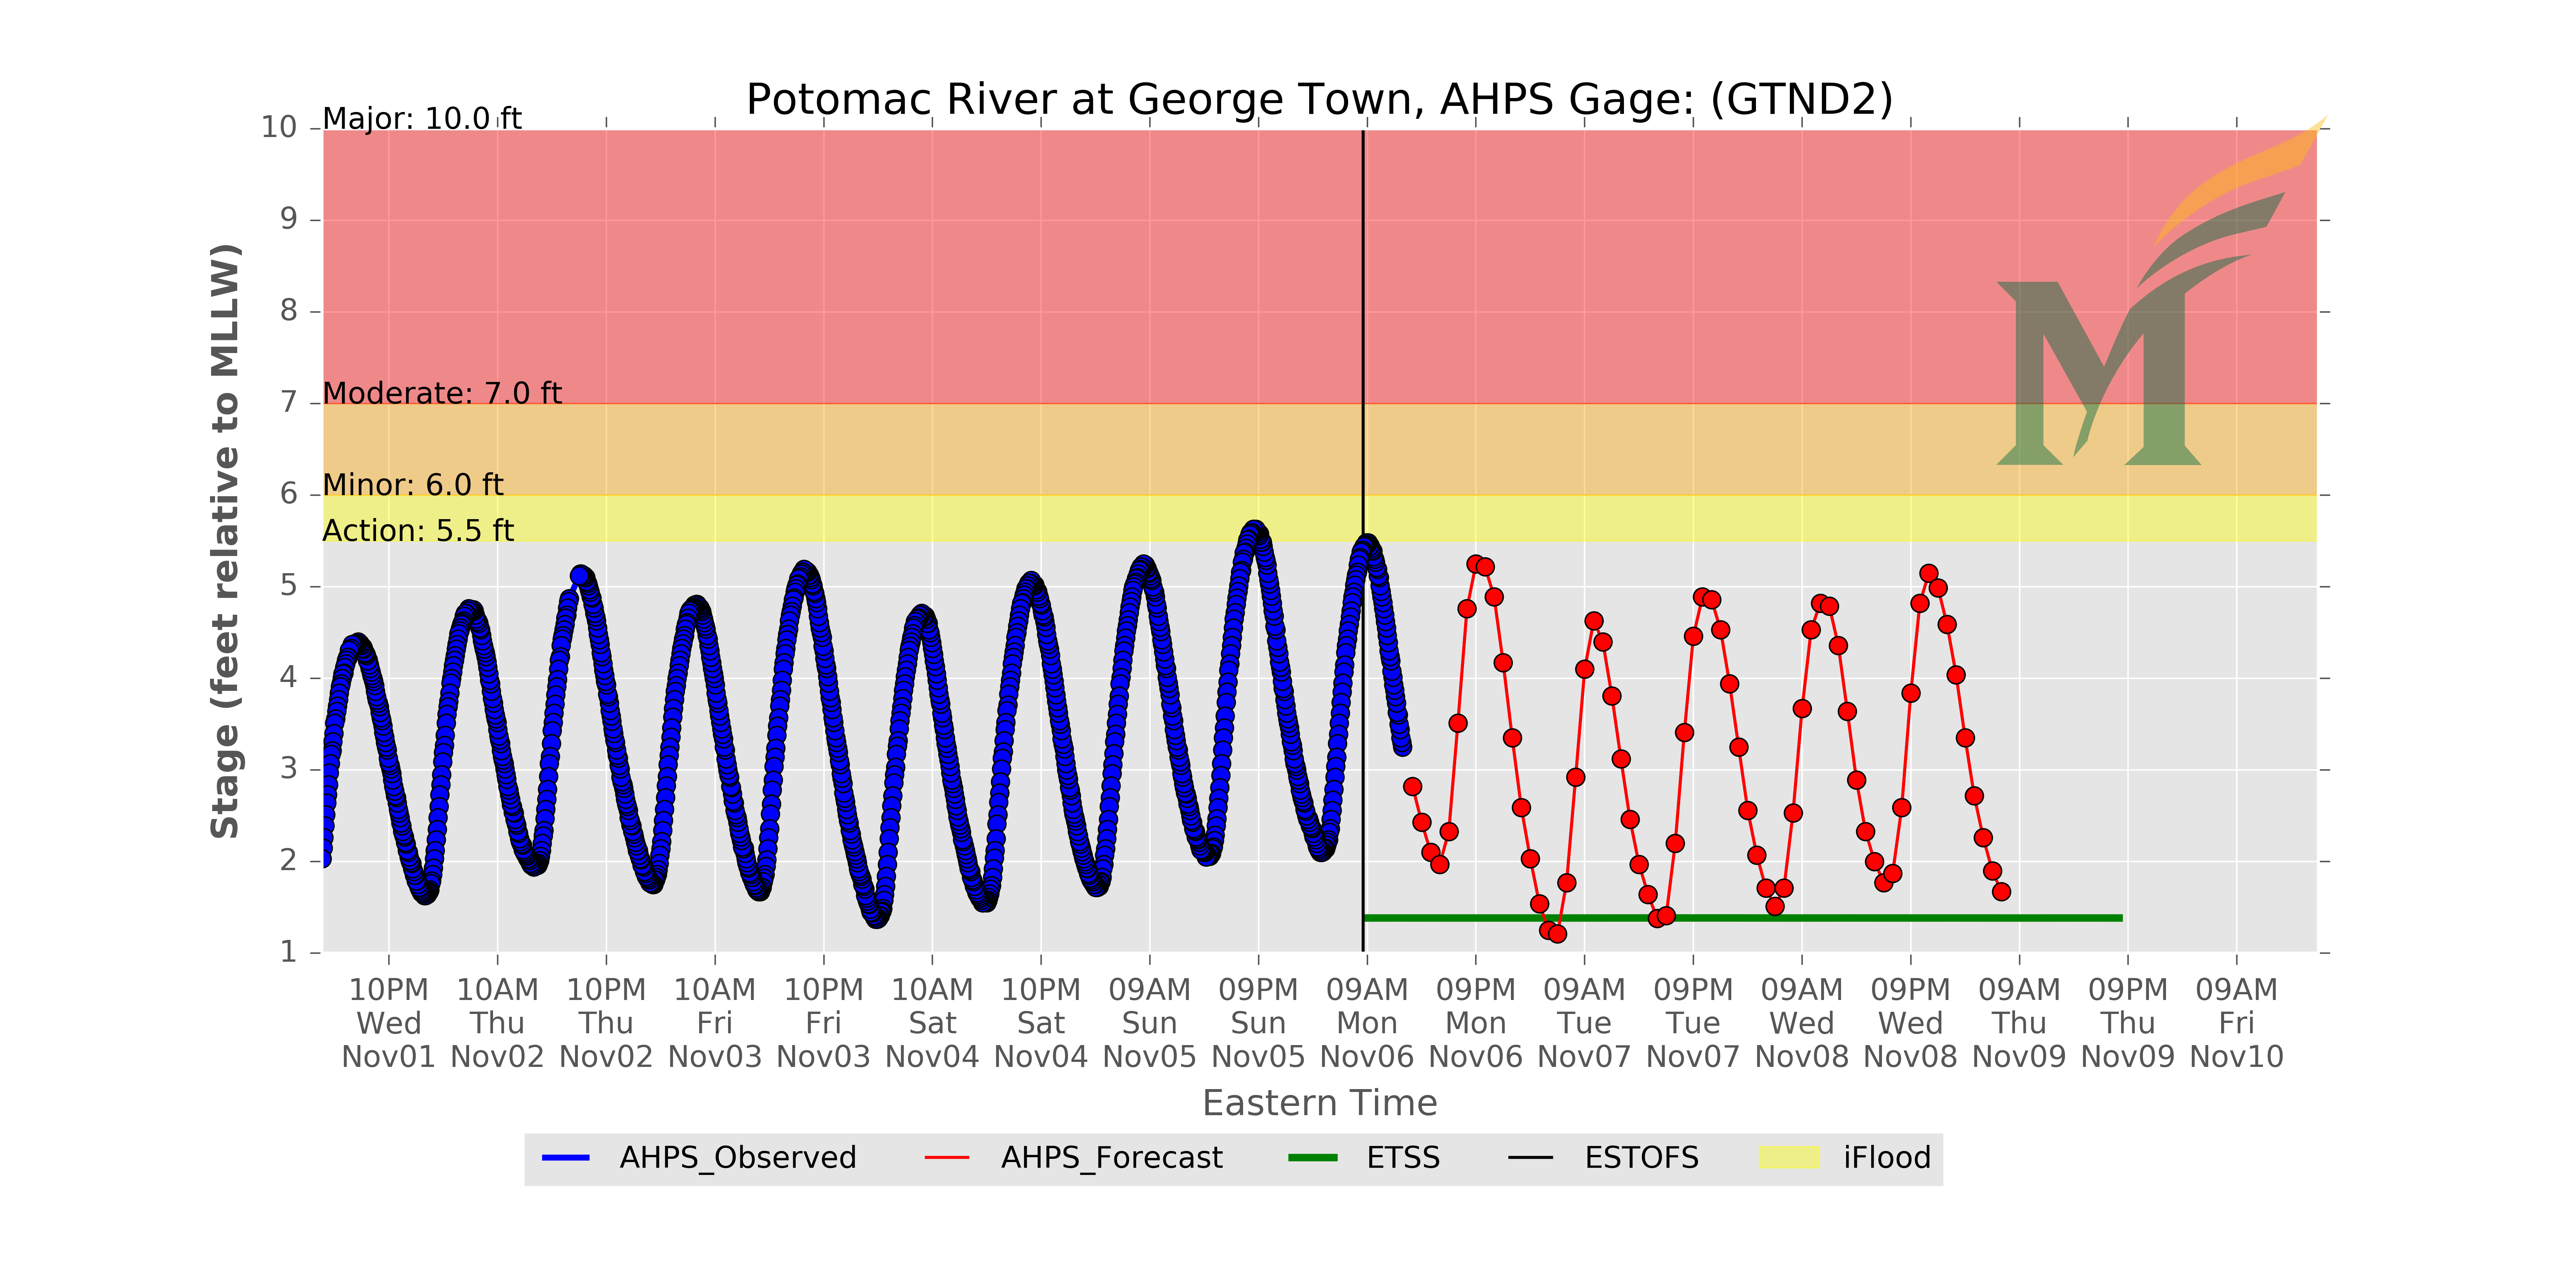 Potomac River at George Town, AHPS Gage: (GTND2)
Stage (feet relative to MLLW)
10
9
8
7
6
5
4
3
2
1
Major: 10.0 ft
Moderate: 7.0 ft
Minor: 6.0 ft
Action: 5.5 ft
M
10PM 10AM 10PM 10AM 10PM 10AM 10PM 09AM 09PM 09AM 09PM 09AM 09PM 09AM 09PM 09AM 09PM 09AM
Wed Thu Thu Fri Fri Sat Sat Sun Sun Mon Mon Tue Tue Wed Wed Thu Thu Fri
Nov01 Nov02 Nov02 Nov03 Nov03 Nov04 Nov04 Nov05 Nov05 Nov06 Nov06 Nov07 Nov07 Nov08 Nov08 Nov09 Nov09 Nov10
Eastern Time
AHPS_Observed AHPS_Forecast ETSS ESTOFS iFlood